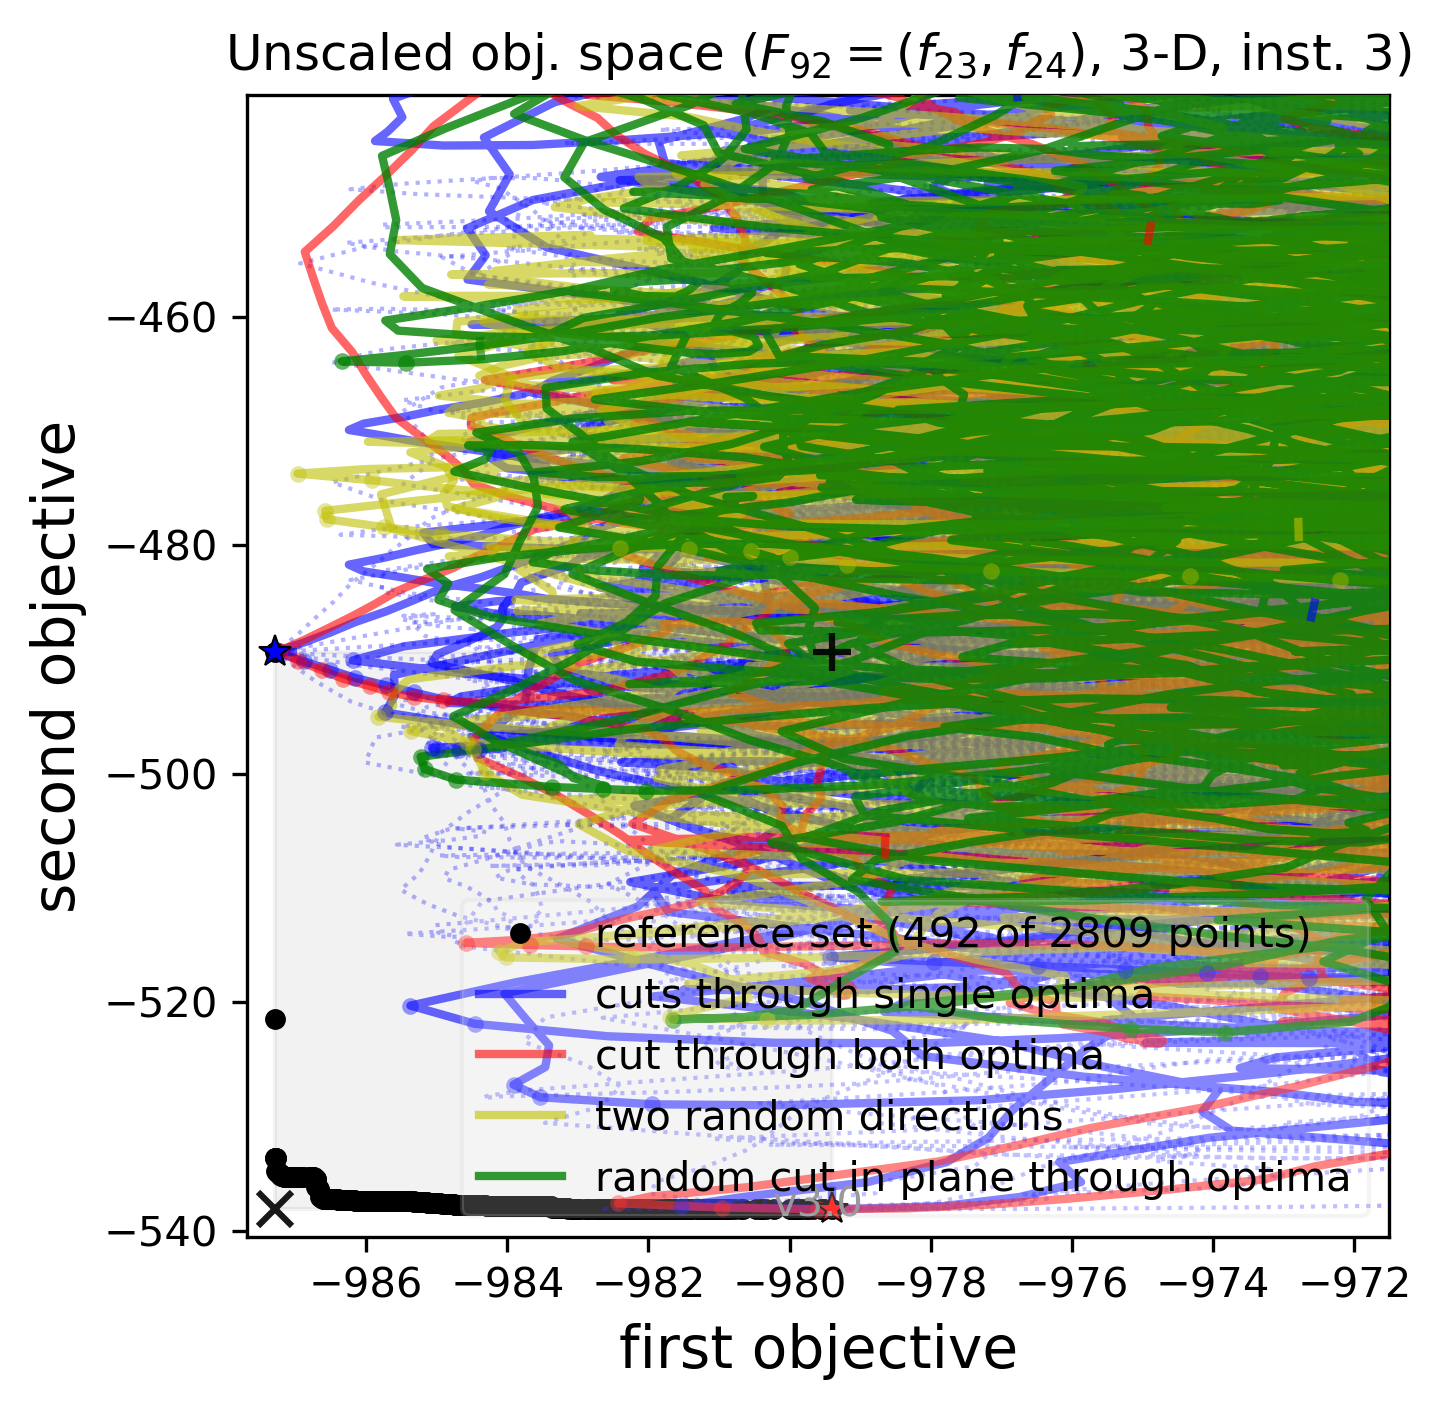 Unscaled obj. space (F92 = (f23, f24), 3-D, inst. 3)
second objective
−460
−480
−500
−520
−540
reference set (492 of 2809 points)
cuts through single optima
cut through both optima
two random directions
random cut in plane through optima
v3.0
−986 −984 −982 −980 −978 −976 −974 −972
first objective